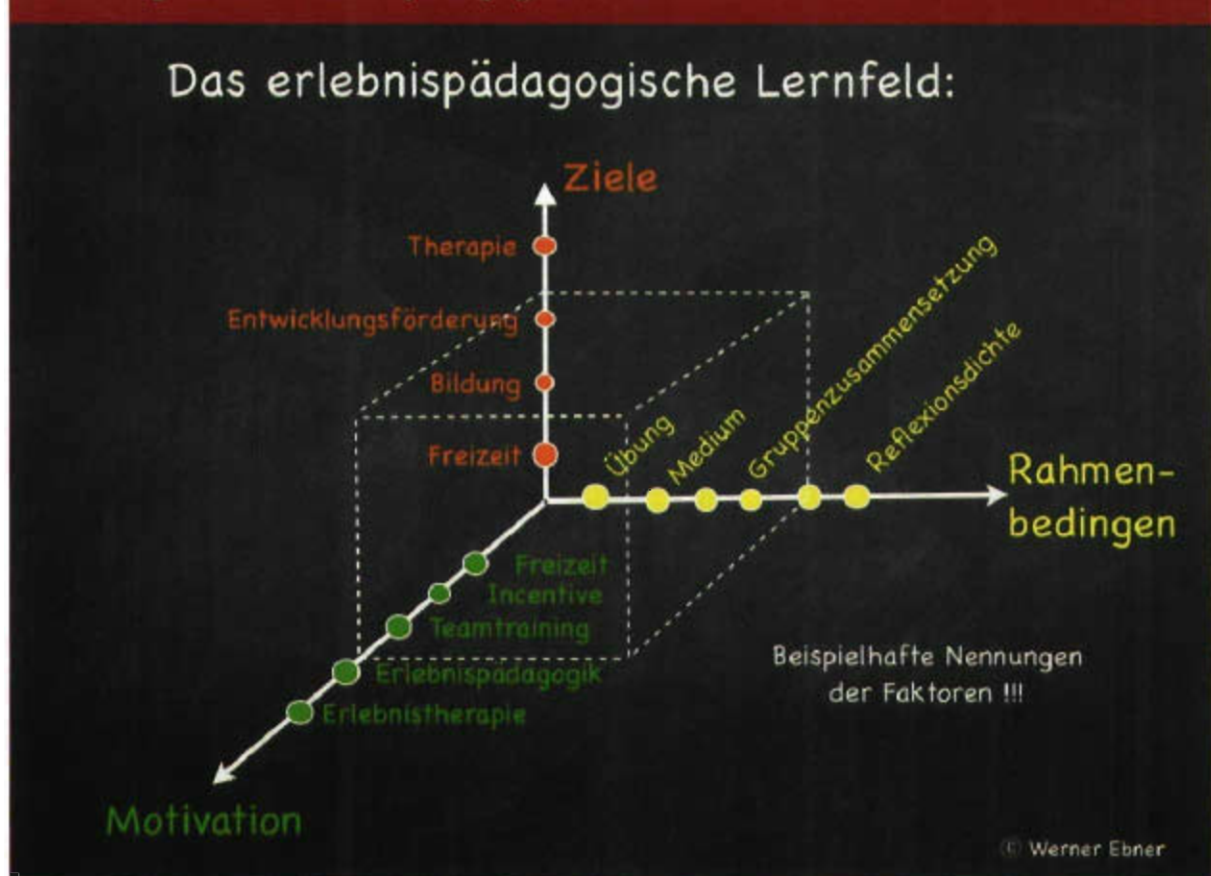 Das erlebnispädagogische Lernfeld:
Ziele
Therapie
Entwicklungsförderung
Bildung
Freizeit
Übung
Medium
Gruppenzusammensetzung
Reflexionsdichte
Rahmen-
bedingen
Freizeit
Incentive
Teamtraining
Erlebnispädagogik
Erlebnistherapie
Motivation
Beispielhafte Nennungen
der Faktoren !!!
© Werner Ebner